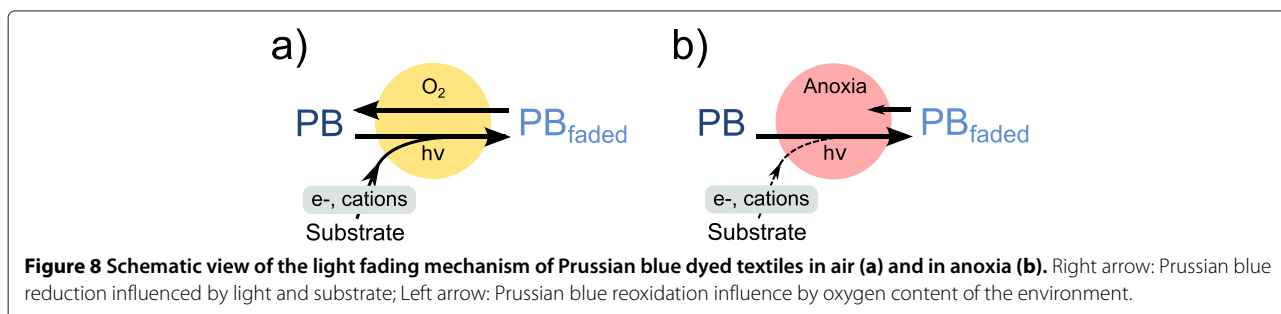 a)
b)
O₂
Anoxia
PB
PB_faded
PB
PB_faded
hv
hv
e-, cations
e-, cations
Substrate
Substrate
Figure 8 Schematic view of the light fading mechanism of Prussian blue dyed textiles in air (a) and in anoxia (b). Right arrow: Prussian blue
reduction influenced by light and substrate; Left arrow: Prussian blue reoxidation influence by oxygen content of the environment.